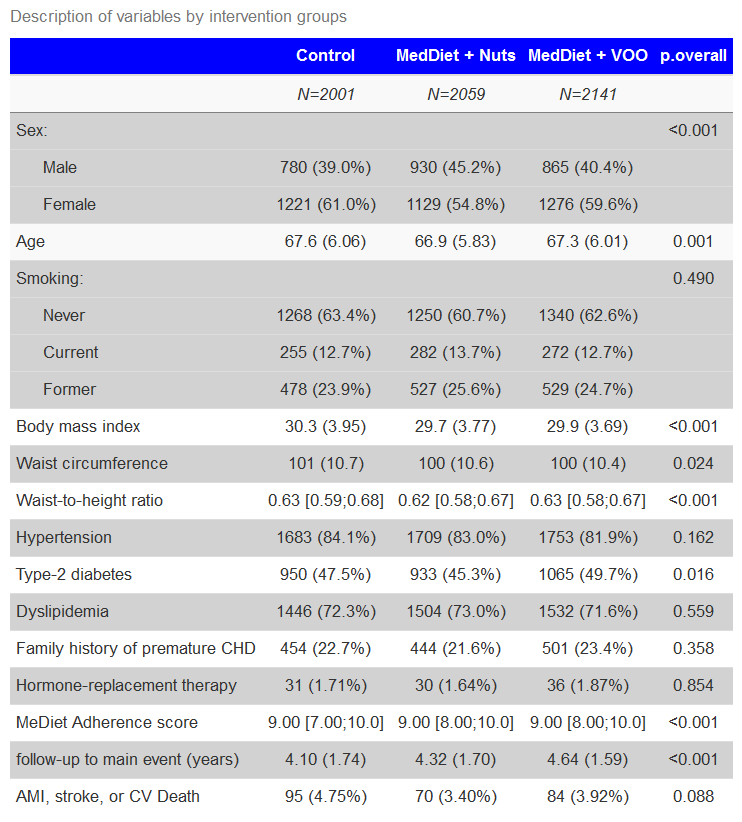 Description of variables by intervention groups
Control MedDiet + Nuts MedDiet + VOO p.overall
N=2001 N=2059 N=2141
Sex: <0.001
Male 780 (39.0%) 930 (45.2%) 865 (40.4%)
Female 1221 (61.0%) 1129 (54.8%) 1276 (59.6%)
Age 67.6 (6.06) 66.9 (5.83) 67.3 (6.01) 0.001
Smoking: 0.490
Never 1268 (63.4%) 1250 (60.7%) 1340 (62.6%)
Current 255 (12.7%) 282 (13.7%) 272 (12.7%)
Former 478 (23.9%) 527 (25.6%) 529 (24.7%)
Body mass index 30.3 (3.95) 29.7 (3.77) 29.9 (3.69) <0.001
Waist circumference 101 (10.7) 100 (10.6) 100 (10.4) 0.024
Waist-to-height ratio 0.63 [0.59;0.68] 0.62 [0.58;0.67] 0.63 [0.58;0.67] <0.001
Hypertension 1683 (84.1%) 1709 (83.0%) 1753 (81.9%) 0.162
Type-2 diabetes 950 (47.5%) 933 (45.3%) 1065 (49.7%) 0.016
Dyslipidemia 1446 (72.3%) 1504 (73.0%) 1532 (71.6%) 0.559
Family history of premature CHD 454 (22.7%) 444 (21.6%) 501 (23.4%) 0.358
Hormone-replacement therapy 31 (1.71%) 30 (1.64%) 36 (1.87%) 0.854
MeDiet Adherence score 9.00 [7.00;10.0] 9.00 [8.00;10.0] 9.00 [8.00;10.0] <0.001
follow-up to main event (years) 4.10 (1.74) 4.32 (1.70) 4.64 (1.59) <0.001
AMI, stroke, or CV Death 95 (4.75%) 70 (3.40%) 84 (3.92%) 0.088